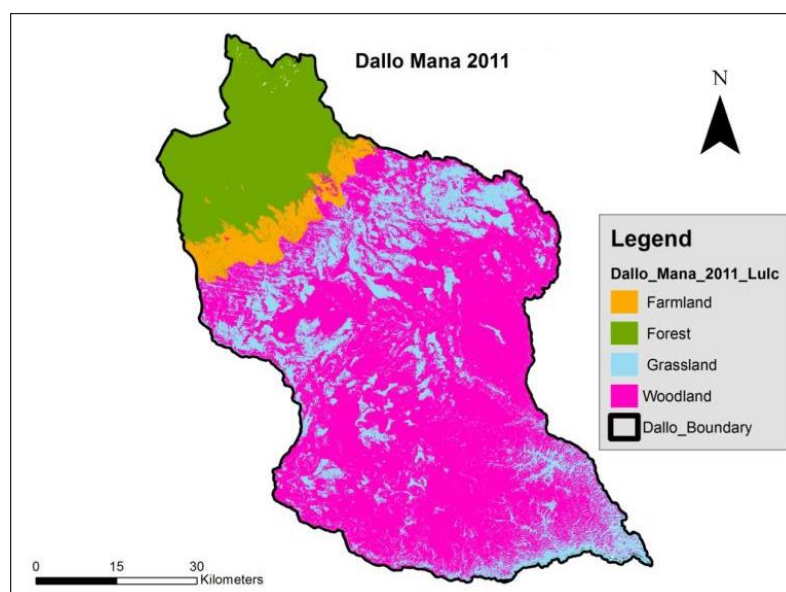 Dallo Mana 2011
N
Legend
Dallo_Mana_2011_Lulc
Farmland
Forest
Grassland
Woodland
Dallo_Boundary
0 15 30
Kilometers